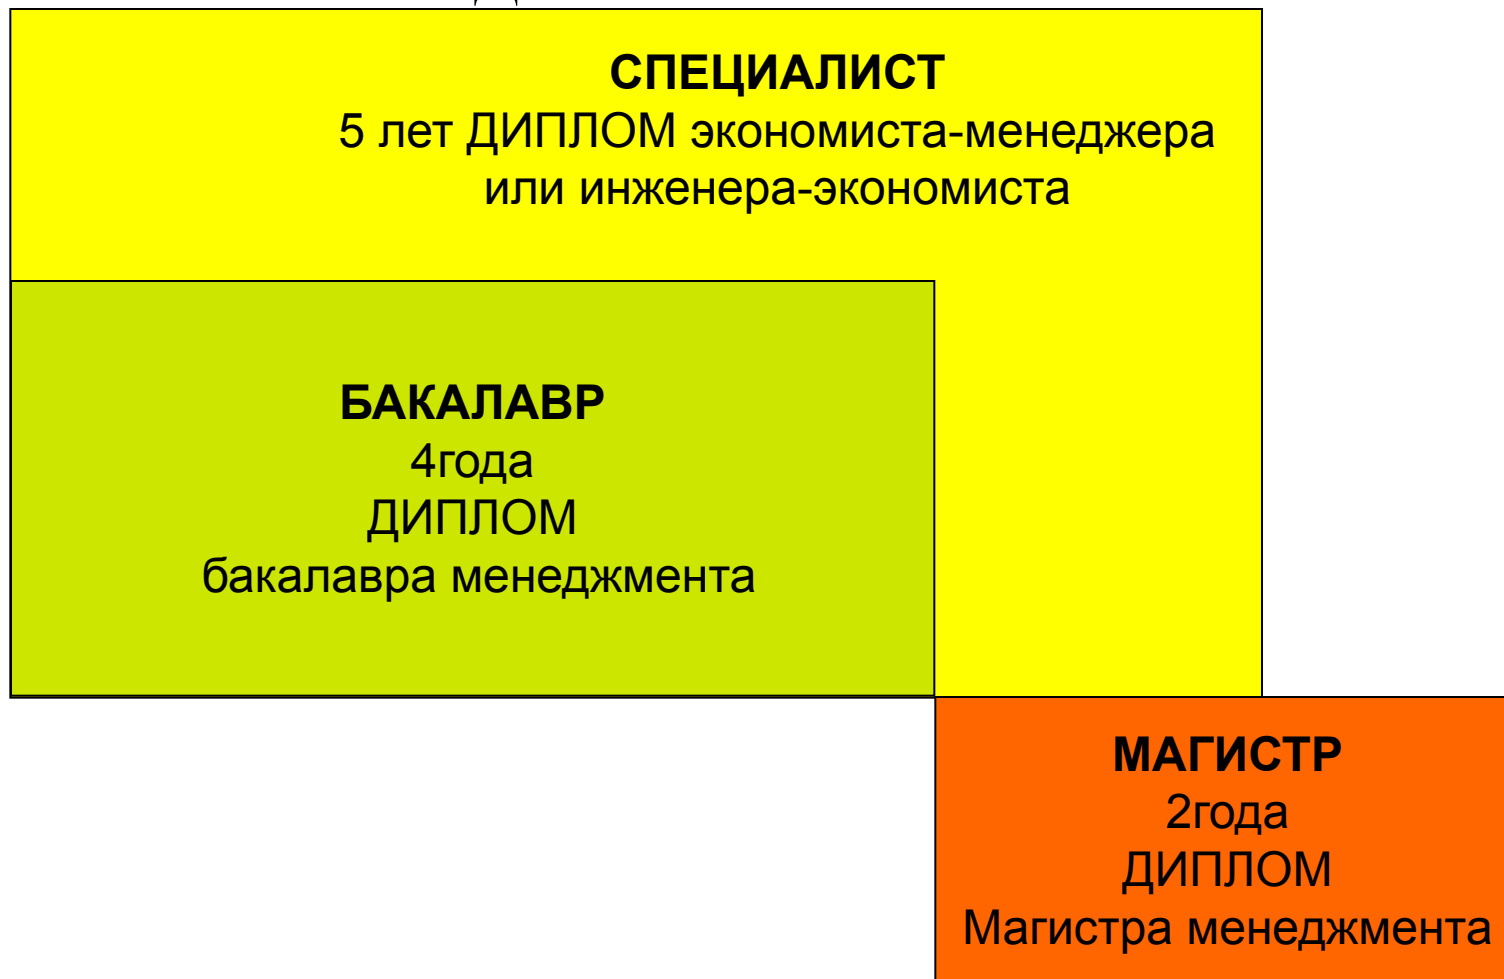 СПЕЦИАЛИСТ
5 лет ДИПЛОМ экономиста-менеджера
или инженера-экономиста
БАКАЛАВР
4года
ДИПЛОМ
бакалавра менеджмента
МАГИСТР
2года
ДИПЛОМ
Магистра менеджмента